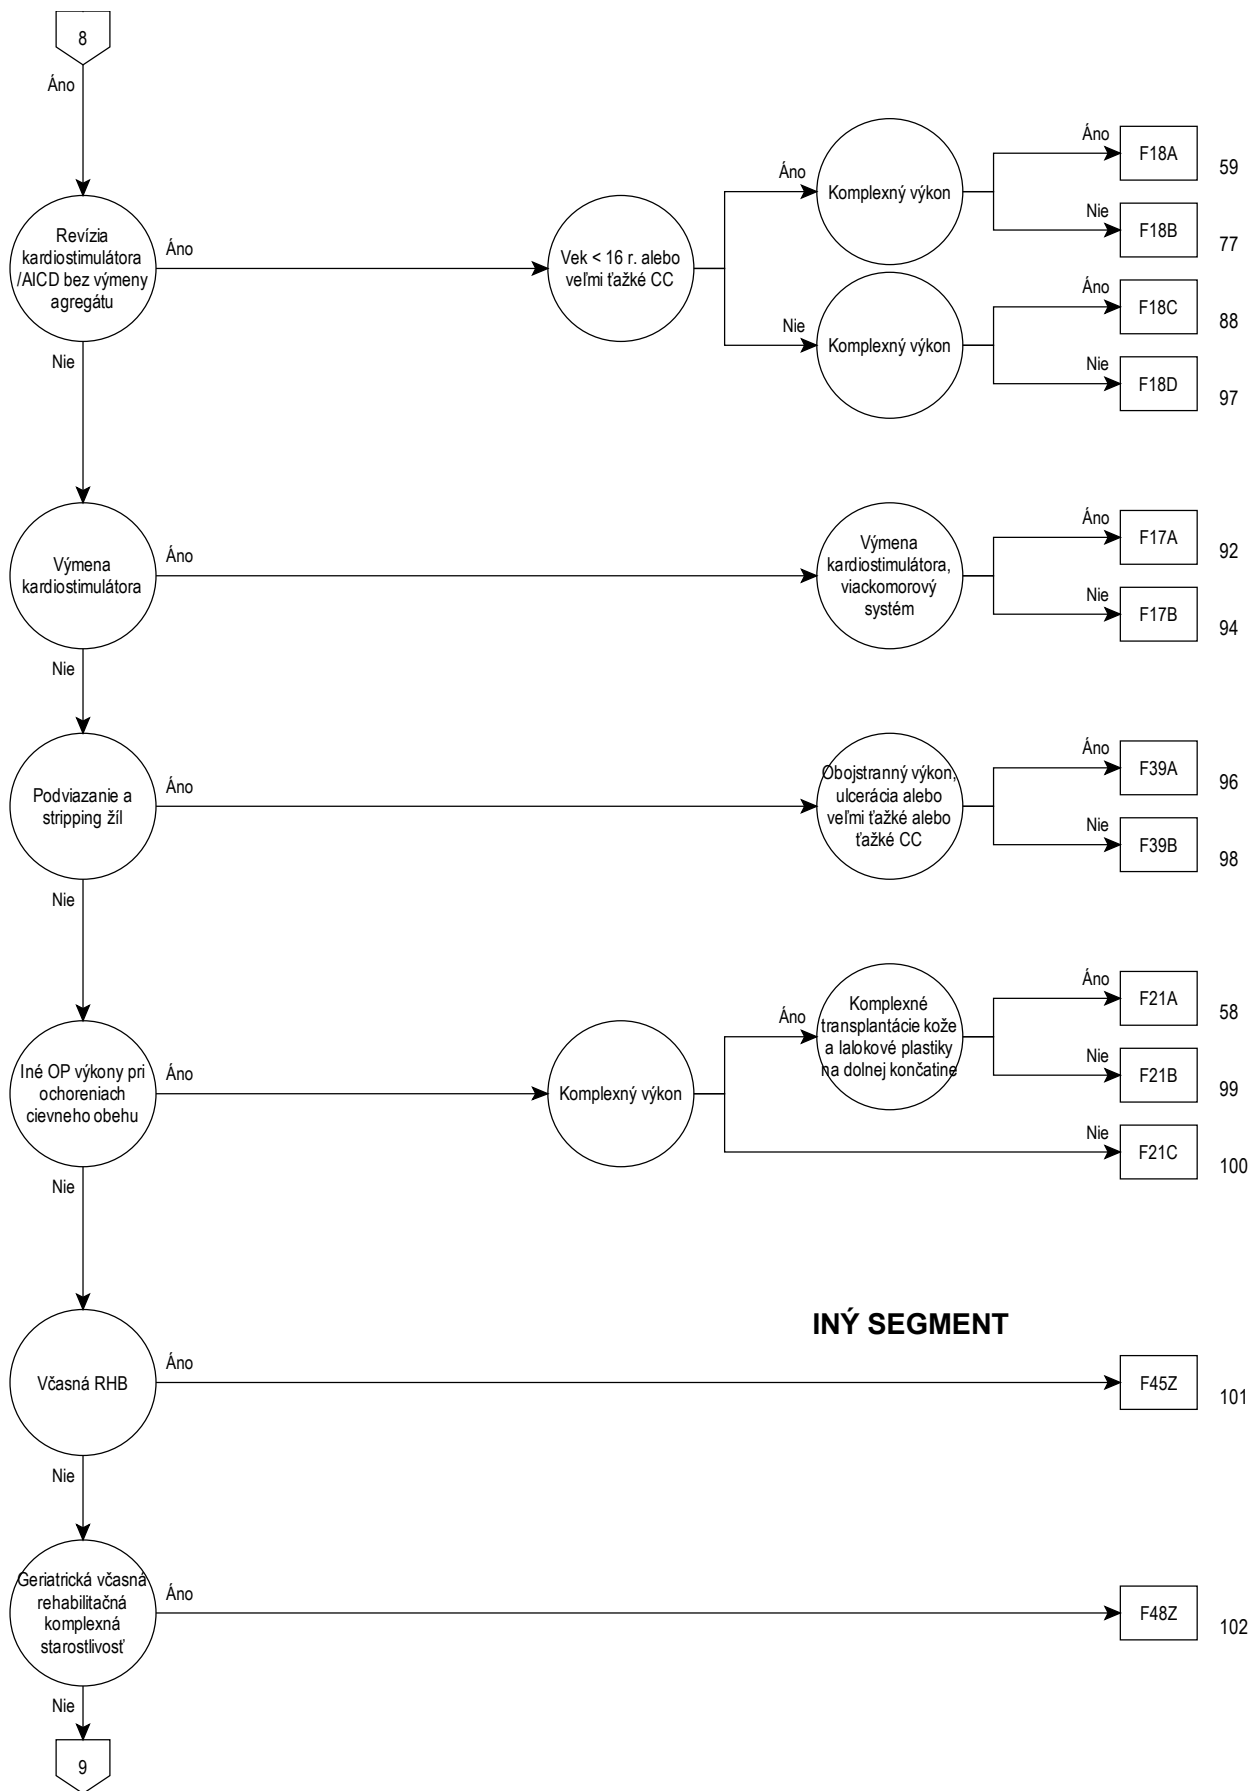 8
Áno
Revízia
kardiostimulátora
/AICD bez výmeny
agregátu
Áno
Vek < 16 r. alebo
veľmi ťažké CC
Áno
Komplexný výkon
Áno
F18A
59
Nie
F18B
77
Nie
Komplexný výkon
Áno
F18C
88
Nie
F18D
97
Nie
Výmena
kardiostimulátora
Áno
Výmena
kardiostimulátora,
viackomorový
systém
Áno
F17A
92
Nie
F17B
94
Nie
Podviazanie a
stripping žíl
Áno
Obojstranný výkon,
ulcerácia alebo
veľmi ťažké alebo
ťažké CC
Áno
F39A
96
Nie
F39B
98
Nie
Iné OP výkony pri
ochoreniach
cievneho obehu
Áno
Komplexný výkon
Áno
Komplexné
transplantácie kože
a lalokové plastiky
na dolnej končatine
Áno
F21A
58
Nie
F21B
99
Nie
F21C
100
Nie
INÝ SEGMENT
Včasná RHB
Áno
F45Z
101
Nie
Geriatrická včasná
rehabilitačná
komplexná
starostlivosť
Áno
F48Z
102
Nie
9